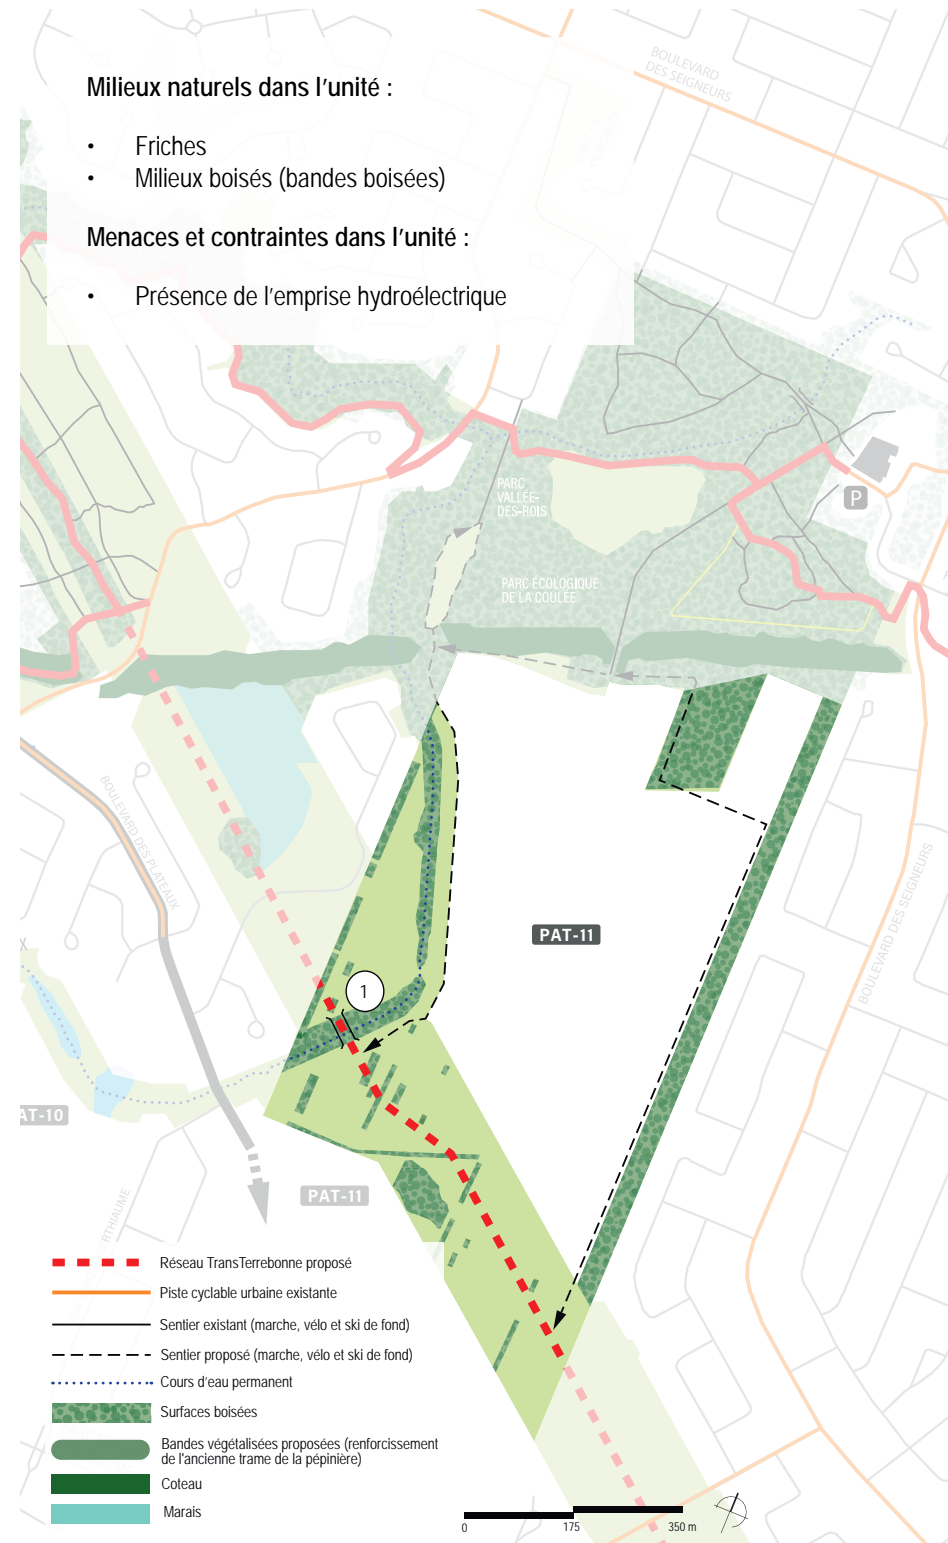 BOULEVARD
DES SEIGNEURS
Milieux naturels dans l'unité :
• Friches
• Milieux boisés (bandes boisées)
Menaces et contraintes dans l'unité :
• Présence de l'emprise hydroélectrique
PARC
VALLÉE-
DES-ROIS
P
PARC ÉCOLOGIQUE
DE LA COULÉE
BOULEVARD DES PLATEAUX
BOULEVARD DES SEIGNEURS
PAT-11
1
AT-10
PAT-11
RTHIAUME
Réseau TransTerrebonne proposé
Piste cyclable urbaine existante
Sentier existant (marche, vélo et ski de fond)
Sentier proposé (marche, vélo et ski de fond)
Cours d'eau permanent
Surfaces boisées
Bandes végétalisées proposées (renforcissement
de l'ancienne trame de la pépinière)
Coteau
Marais
0 175 350 m